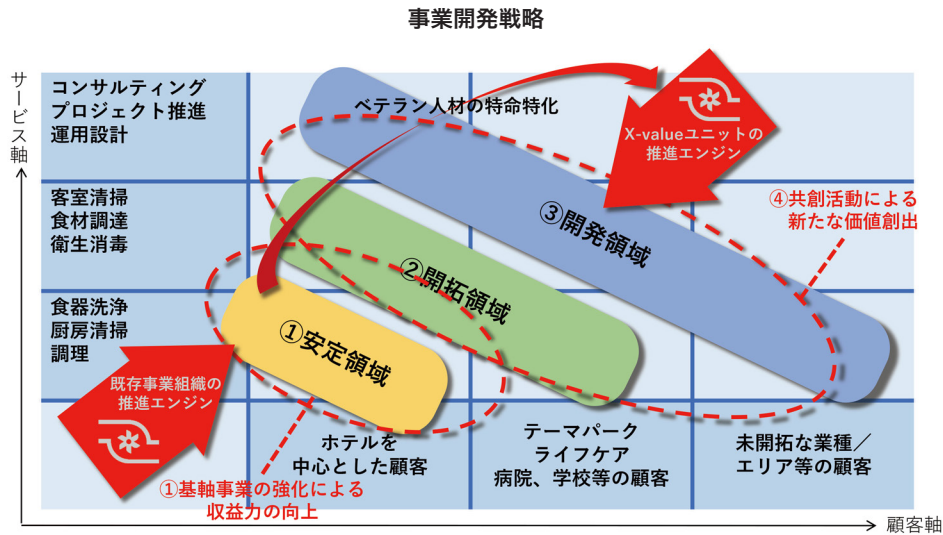 事業開発戦略
サービス軸
コンサルティング
プロジェクト推進
運用設計
ベテラン人材の特命特化
X-valueユニットの
推進エンジン
客室清掃
食材調達
衛生消毒
④共創活動による
新たな価値創出
③開発領域
②開拓領域
食器洗浄
厨房清掃
調理
①安定領域
既存事業組織の
推進エンジン
ホテルを
中心とした顧客
テーマパーク
ライフケア
病院、学校等の顧客
未開拓な業種／
エリア等の顧客
①基軸事業の強化による
収益力の向上
顧客軸